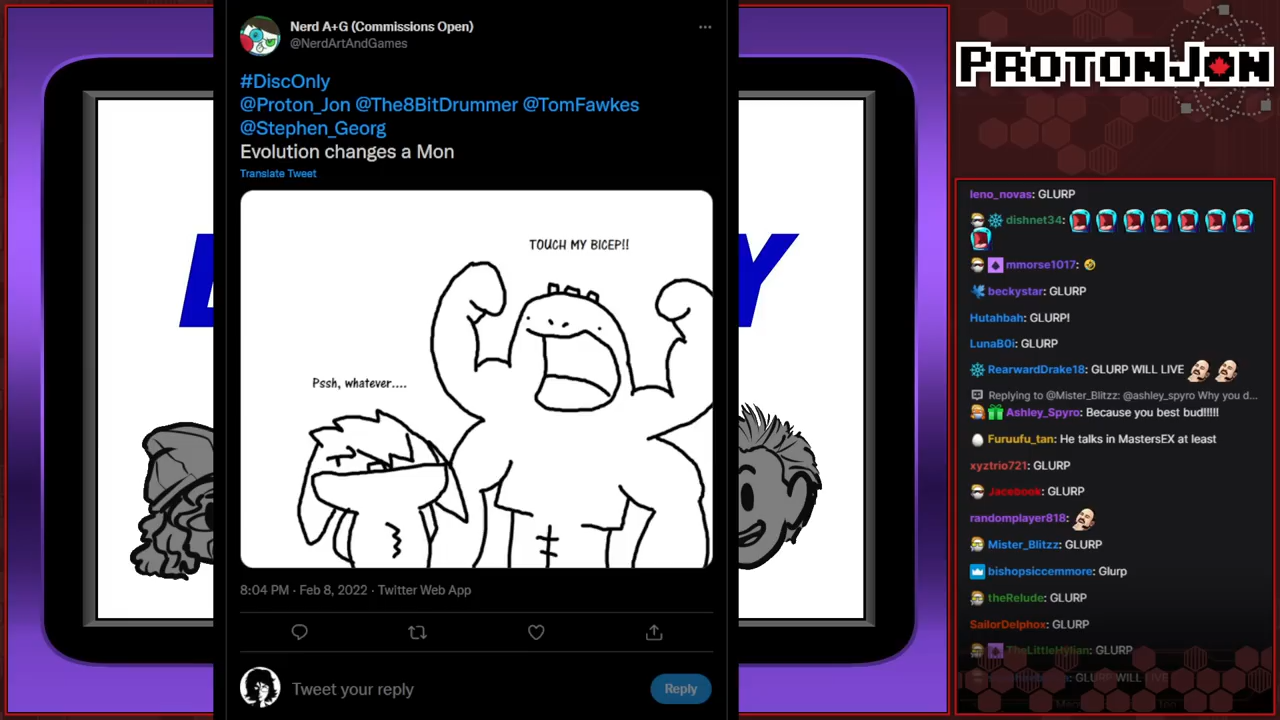 Nerd A+G (Commissions Open)
@NerdArtAndGames
#DiscOnly
@Proton_Jon @The8BitDrummer @TomFawkes
@Stephen_Georg
Evolution changes a Mon
Translate Tweet
TOUCH MY BICEP!!
Pssh, whatever....
8:04 PM · Feb 8, 2022 · Twitter Web App
Tweet your reply
Reply
Y
PROTONJON
leno_novas: GLURP
dishnet34:
mmorse1017:
beckystar: GLURP
Hutahbah: GLURP!
LunaB0i: GLURP
RearwardDrake18: GLURP WILL LIVE
Replying to @Mister_Blitzz: @ashley_spyro Why you d...
Ashley_Spyro: Because you best bud!!!!!
Furuufu_tan: He talks in MastersEX at least
xyztrio721: GLURP
Jacebook: GLURP
randomplayer818:
Mister_Blitzz: GLURP
bishopsiccemmore: Glurp
theRelude: GLURP
SailorDelphox: GLURP
TheLittleHylian: GLURP
GLURP WILL LIVE